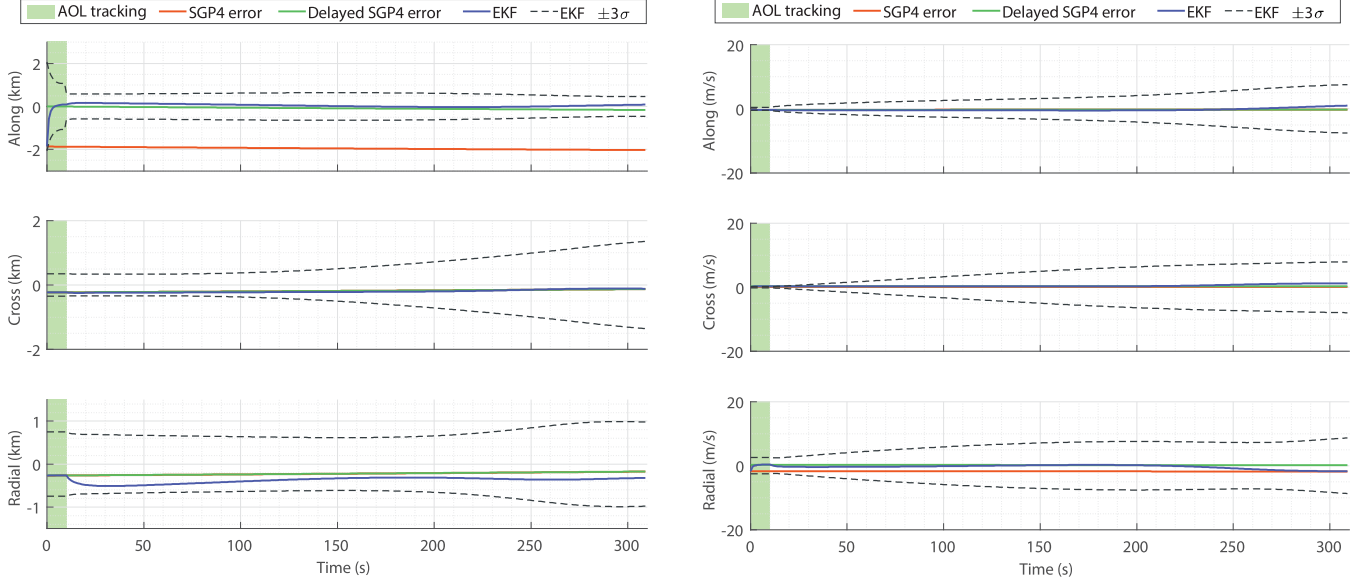 AOL tracking SGP4 error Delayed SGP4 error EKF EKF ±3σ
2
0
-2
Along (km)
2
0
-2
Cross (km)
1
0
-1
Radial (km)
0 50 100 150 200 250 300
Time (s)
AOL tracking SGP4 error Delayed SGP4 error EKF EKF ±3σ
20
0
-20
Along (m/s)
20
0
-20
Cross (m/s)
20
0
-20
Radial (m/s)
0 50 100 150 200 250 300
Time (s)